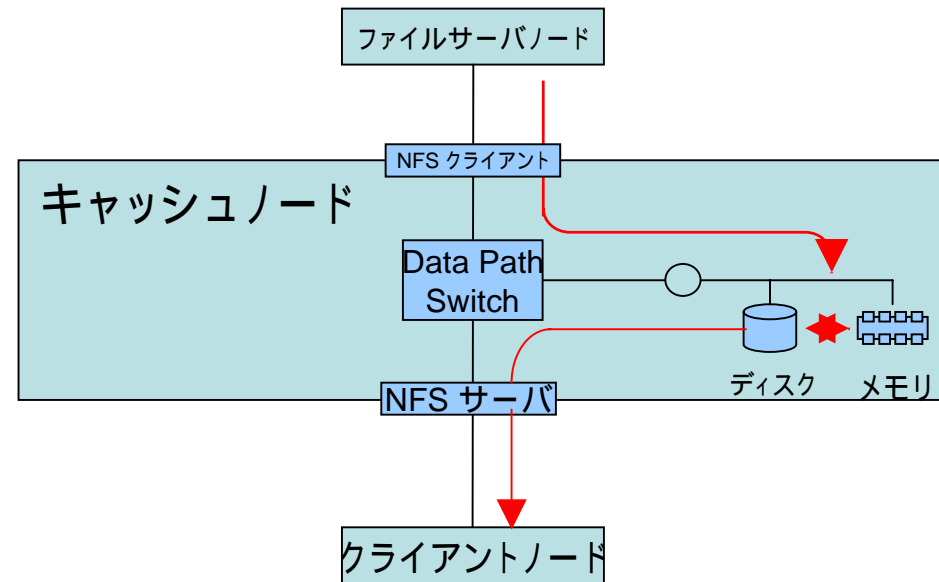 ファイルサーバノード
NFS クライアント
キャッシュノード
Data Path
Switch
ディスク
メモリ
NFS サーバ
クライアントノード